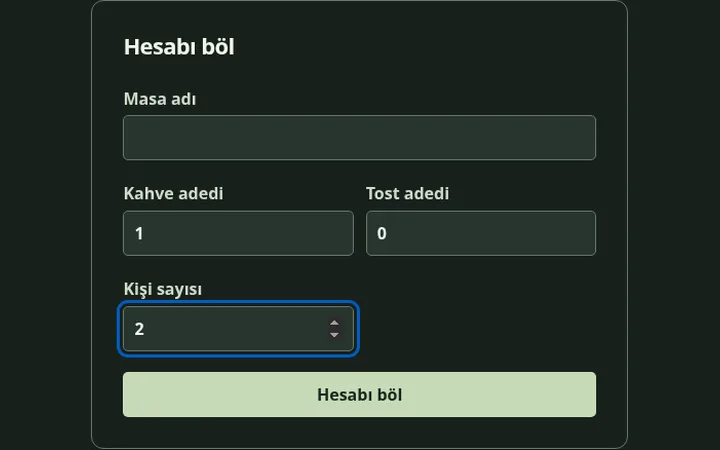 Hesabı böl
Masa adı
Kahve adedi
Tost adedi
1
0
Kişi sayısı
2
Hesabı böl